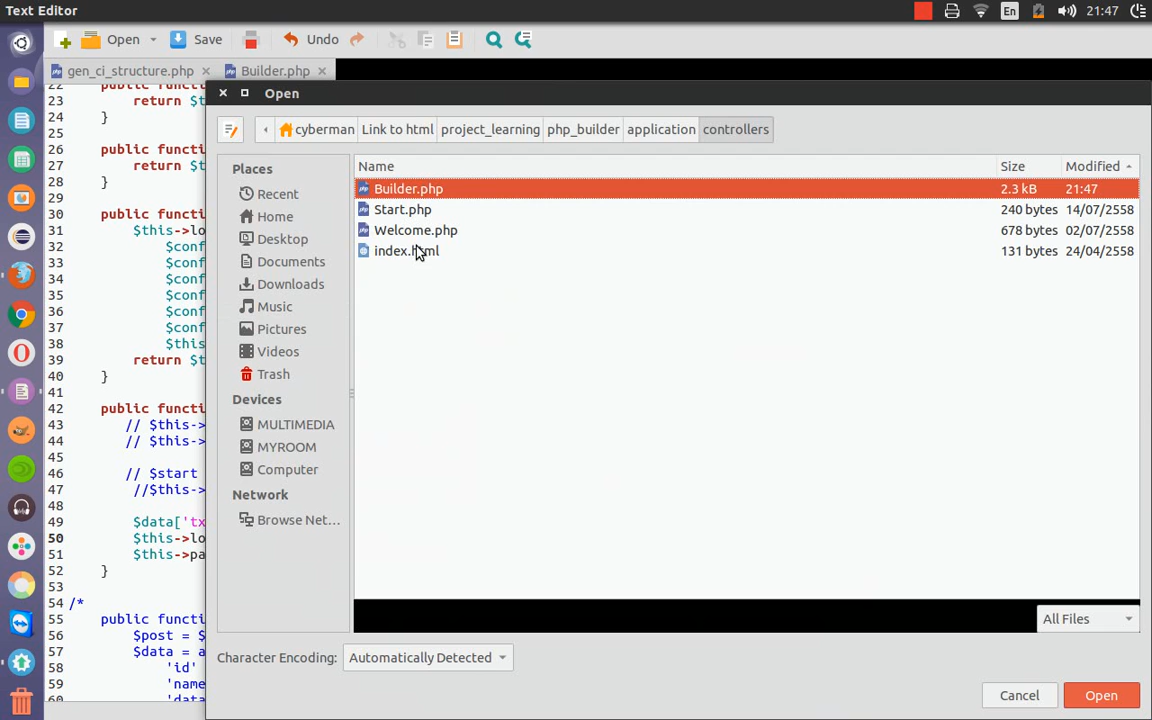 Text Editor
En
21:47
Open
Save
Undo
gen_ci_structure.php
Builder.php
Open
cyberman
Link to html
project_learning
php_builder
application
controllers
Places
Recent
Home
Desktop
Documents
Downloads
Music
Pictures
Videos
Trash
Devices
MULTIMEDIA
MYROOM
Computer
Network
Browse Net...
Name Size Modified
Builder.php 2.3 kB 21:47
Start.php 240 bytes 14/07/2558
Welcome.php 678 bytes 02/07/2558
index.html 131 bytes 24/04/2558
All Files
Character Encoding: Automatically Detected
Cancel
Open
22 public functi
23 return $t
24 }
25
26 public functi
27 return $t
28 }
29
30 public functi
31 $this->lo
32 $conf
33 $conf
34 $conf
35 $conf
36 $conf
37 $conf
38 $this
39 return $t
40 }
41
42 public functi
43 // $this->
44 // $this->
45
46 // $start
47 //$this->
48
49 $data['tx
50 $this->lo
51 $this->pa
52 }
53
54 /*
55 public functi
56 $post = $
57 $data = a
58 'id'
59 'name
60 'data